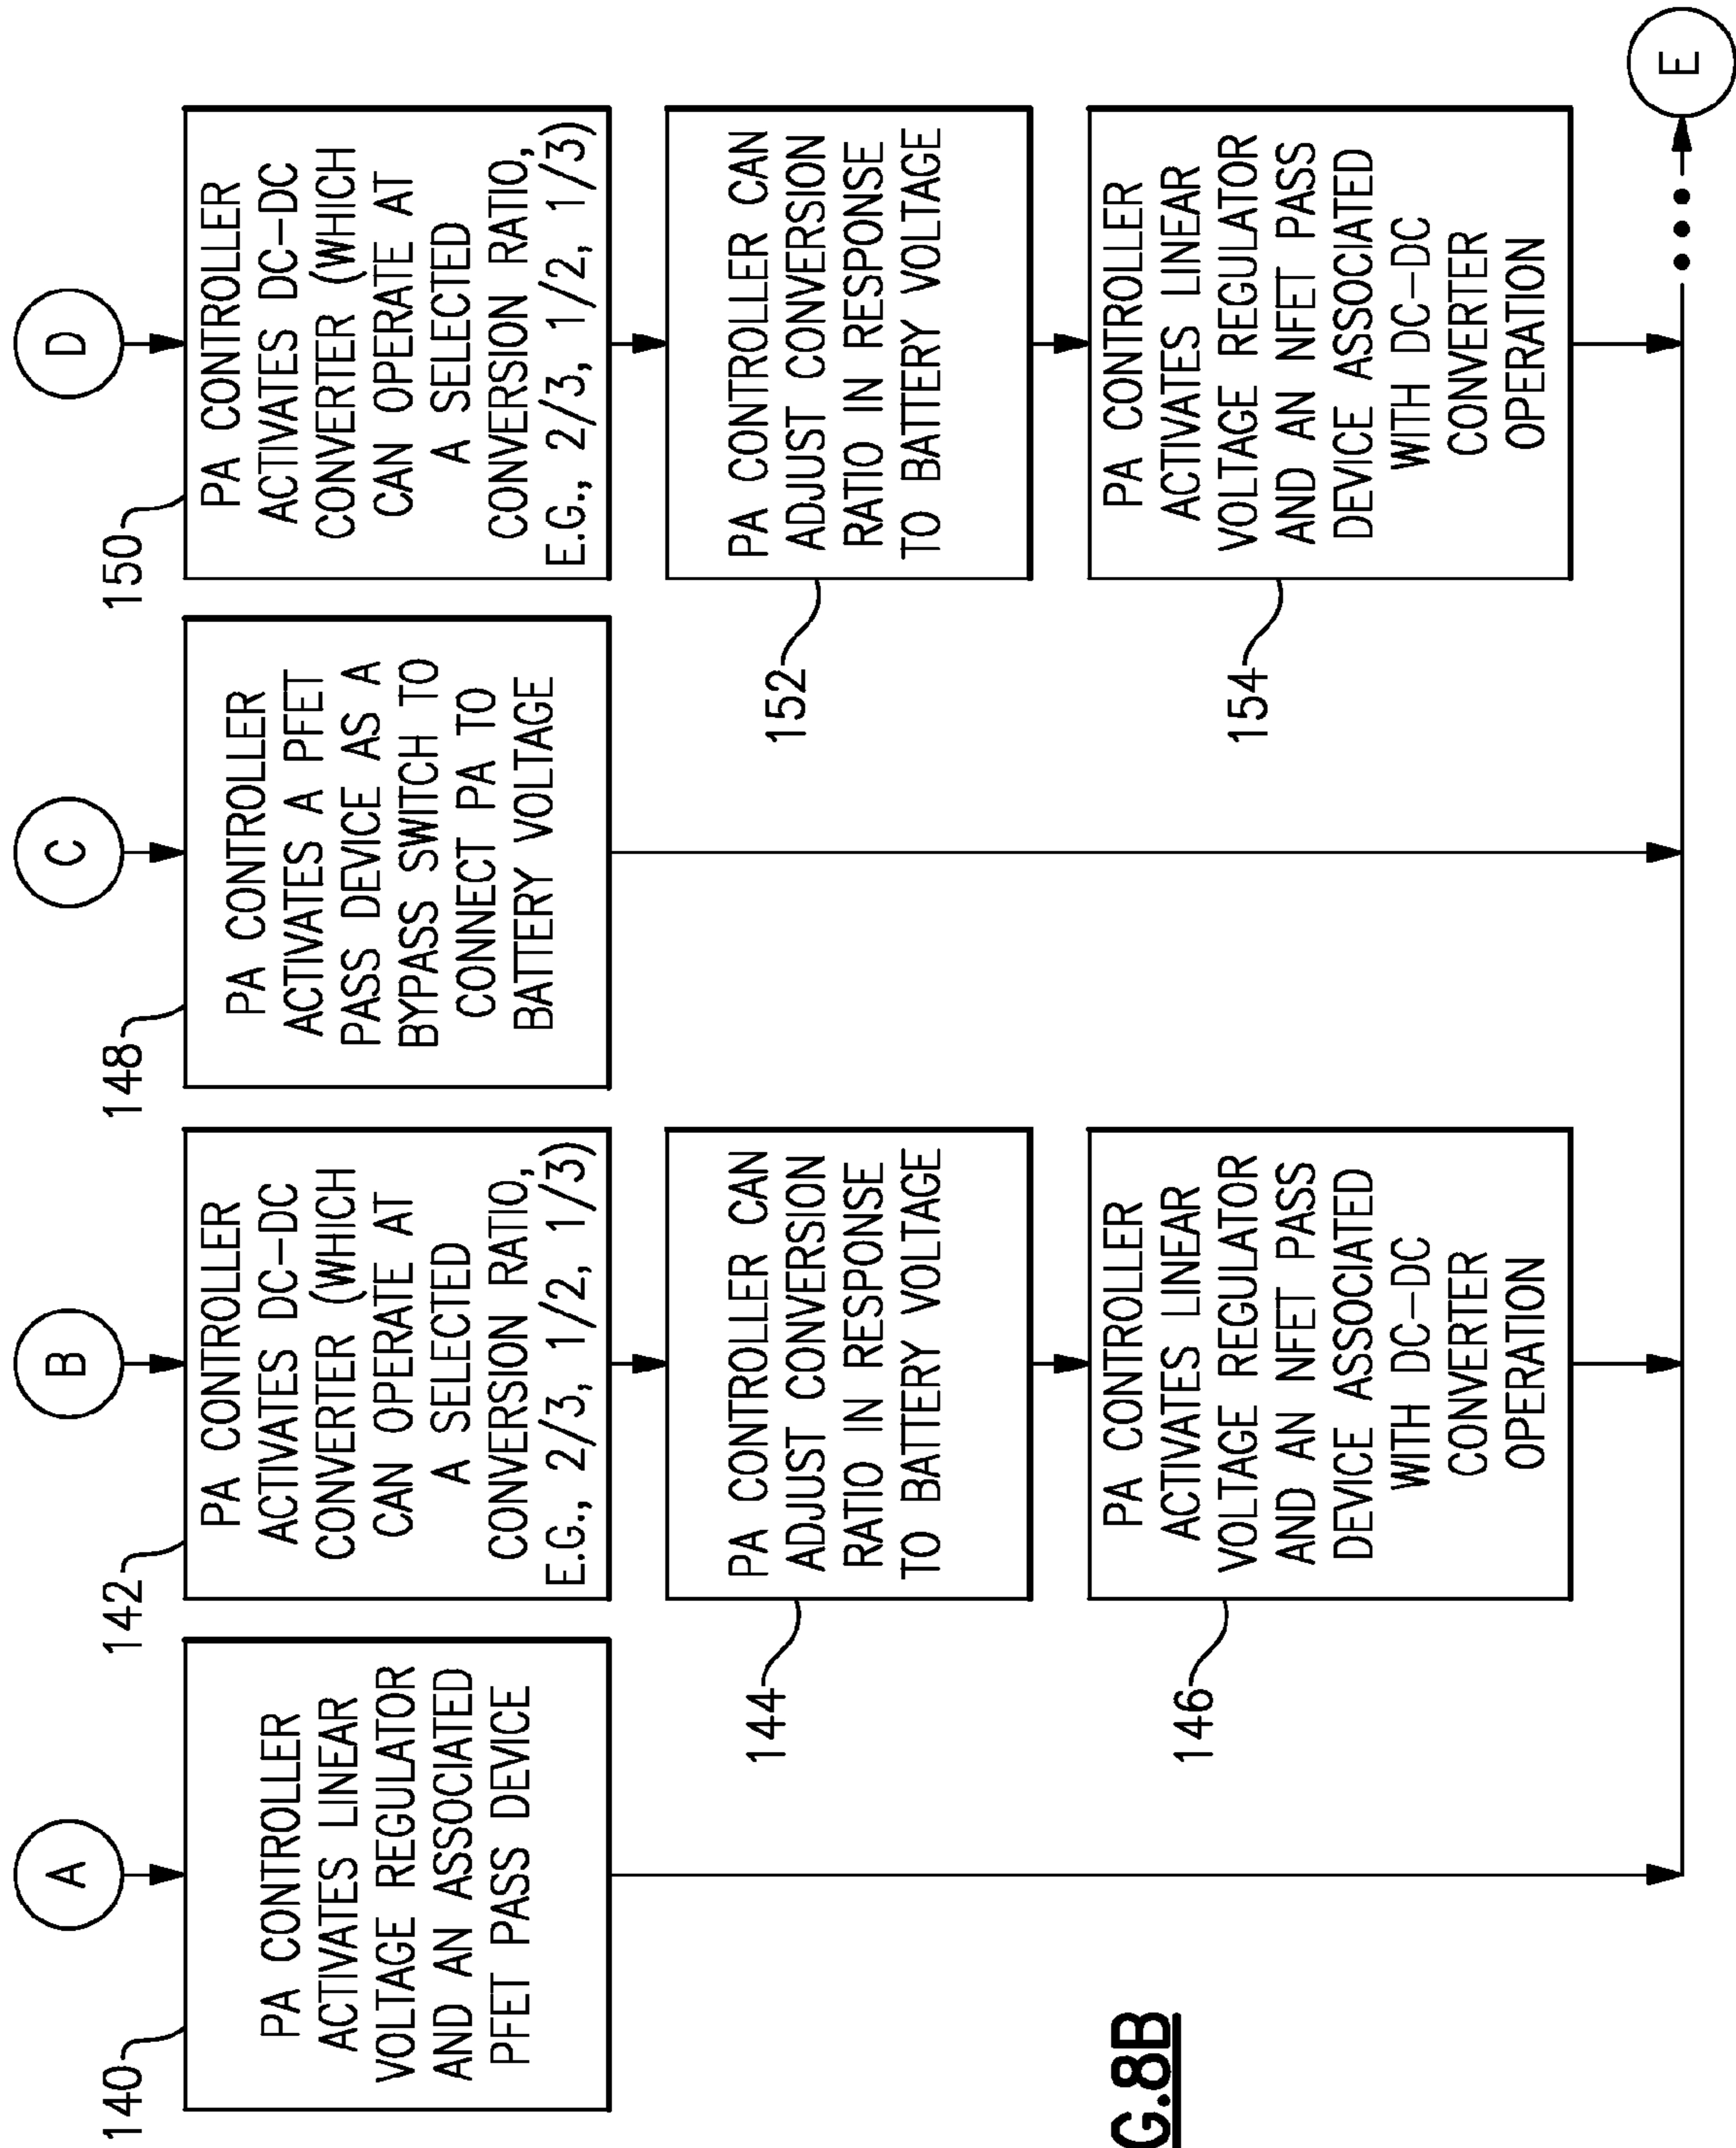 A
140
PA CONTROLLER
ACTIVATES LINEAR
VOLTAGE REGULATOR
AND AN ASSOCIATED
PFET PASS DEVICE
B
142
PA CONTROLLER
ACTIVATES DC-DC
CONVERTER (WHICH
CAN OPERATE AT
A SELECTED
CONVERSION RATIO,
E.G., 2/3, 1/2, 1/3)
144
PA CONTROLLER CAN
ADJUST CONVERSION
RATIO IN RESPONSE
TO BATTERY VOLTAGE
146
PA CONTROLLER
ACTIVATES LINEAR
VOLTAGE REGULATOR
AND AN NFET PASS
DEVICE ASSOCIATED
WITH DC-DC
CONVERTER
OPERATION
C
148
PA CONTROLLER
ACTIVATES A PFET
PASS DEVICE AS A
BYPASS SWITCH TO
CONNECT PA TO
BATTERY VOLTAGE
D
150
PA CONTROLLER
ACTIVATES DC-DC
CONVERTER (WHICH
CAN OPERATE AT
A SELECTED
CONVERSION RATIO,
E.G., 2/3, 1/2, 1/3)
152
PA CONTROLLER CAN
ADJUST CONVERSION
RATIO IN RESPONSE
TO BATTERY VOLTAGE
154
PA CONTROLLER
ACTIVATES LINEAR
VOLTAGE REGULATOR
AND AN NFET PASS
DEVICE ASSOCIATED
WITH DC-DC
CONVERTER
OPERATION
E
G.8B